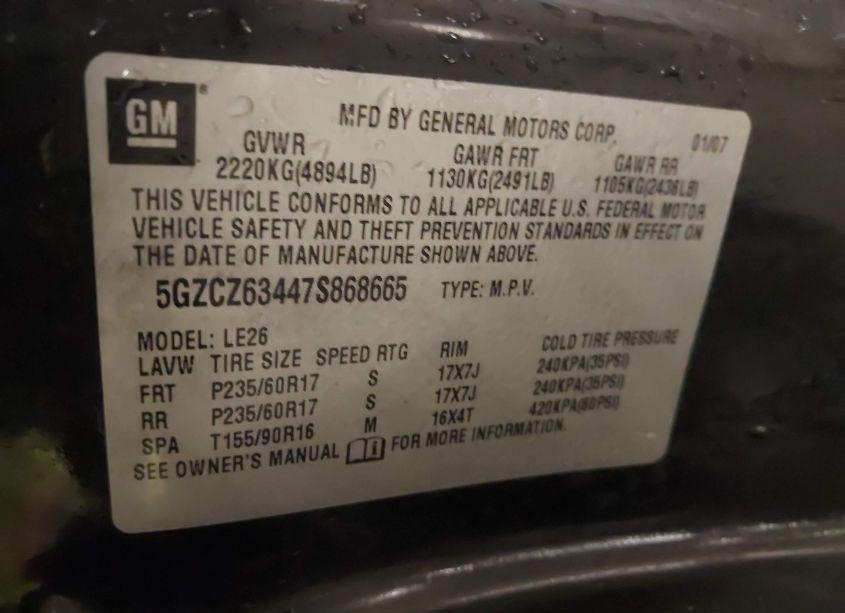 GM ® MFD BY GENERAL MOTORS CORP. 01/07
GVWR GAWR FRT GAWR RR
2220KG(4894LB) 1130KG(2491LB) 1105KG(2436LB)
THIS VEHICLE CONFORMS TO ALL APPLICABLE U.S. FEDERAL MOTOR
VEHICLE SAFETY AND THEFT PREVENTION STANDARDS IN EFFECT ON
THE DATE OF MANUFACTURE SHOWN ABOVE.
5GZCZ63447S868665 TYPE: M.P.V.
MODEL: LE26
LAVW TIRE SIZE SPEED RTG RIM COLD TIRE PRESSURE
FRT P235/60R17 S 17X7J 240KPA(35PSI)
RR P235/60R17 S 17X7J 240KPA(35PSI)
SPA T155/90R16 M 16X4T 420KPA(60PSI)
SEE OWNER'S MANUAL i FOR MORE INFORMATION.